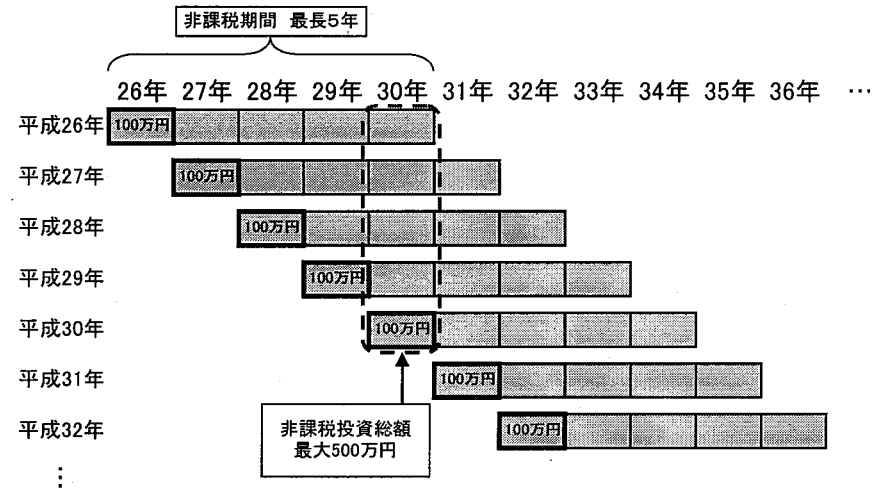 非課税期間 最長5年
26年 27年 28年 29年 30年 31年 32年 33年 34年 35年 36年 …
平成26年 100万円
平成27年 100万円
平成28年 100万円
平成29年 100万円
平成30年 100万円
平成31年 100万円
平成32年 100万円
非課税投資総額
最大500万円
⋮